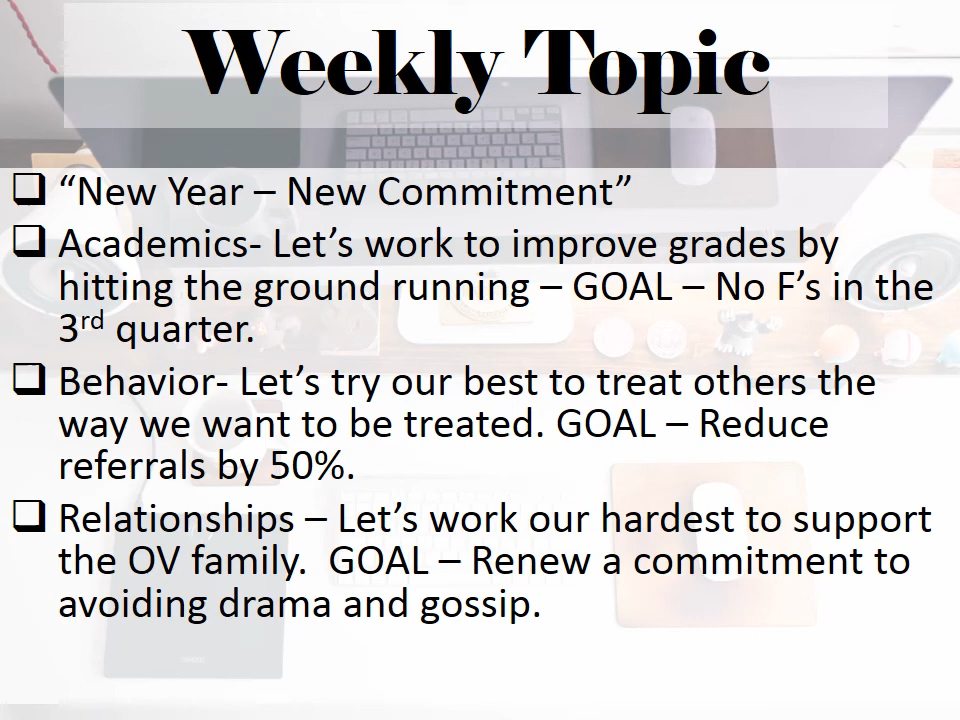 Weekly Topic
“New Year – New Commitment”
Academics- Let’s work to improve grades by
hitting the ground running – GOAL – No F’s in the
3rd quarter.
Behavior- Let’s try our best to treat others the
way we want to be treated. GOAL – Reduce
referrals by 50%.
Relationships – Let’s work our hardest to support
the OV family.  GOAL – Renew a commitment to
avoiding drama and gossip.